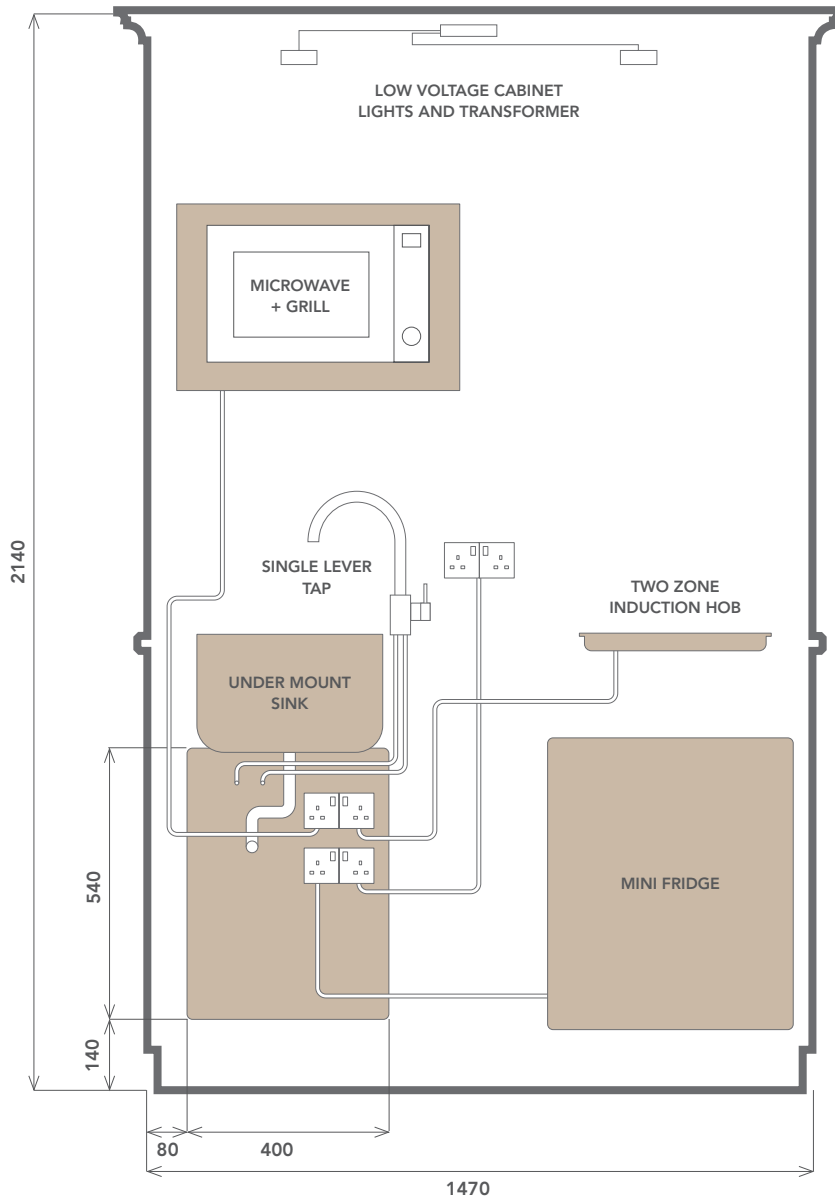 LOW VOLTAGE CABINET
LIGHTS AND TRANSFORMER
MICROWAVE
+ GRILL
2140
SINGLE LEVER
TAP
TWO ZONE
INDUCTION HOB
UNDER MOUNT
SINK
540
MINI FRIDGE
140
80
400
1470